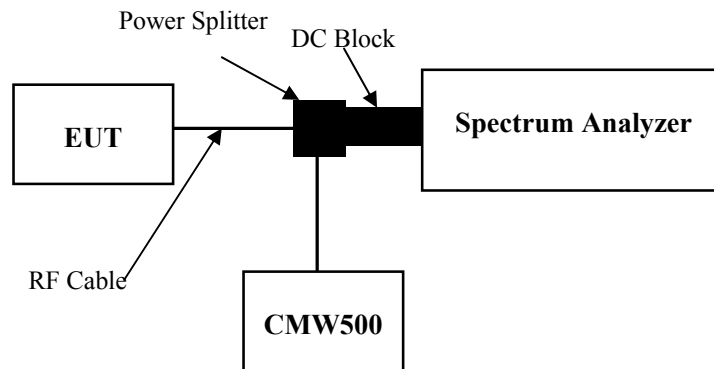 Power Splitter
DC Block
EUT
Spectrum Analyzer
RF Cable
CMW500